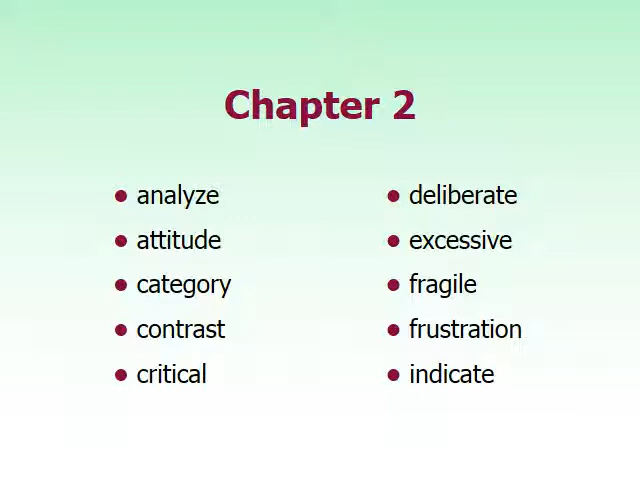 Chapter 2
• analyze
• attitude
• category
• contrast
• critical
• deliberate
• excessive
• fragile
• frustration
• indicate